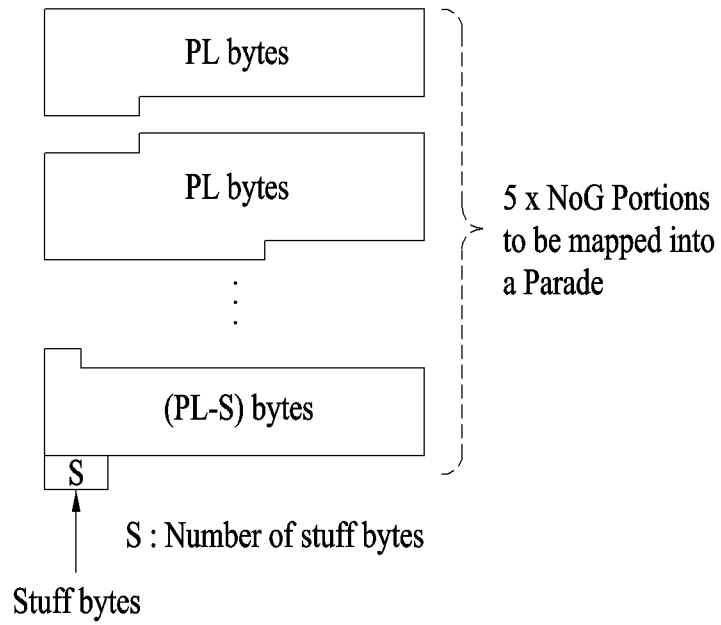 PL bytes
PL bytes
5 x NoG Portions
to be mapped into
a Parade
(PL-S) bytes
S
S : Number of stuff bytes
Stuff bytes